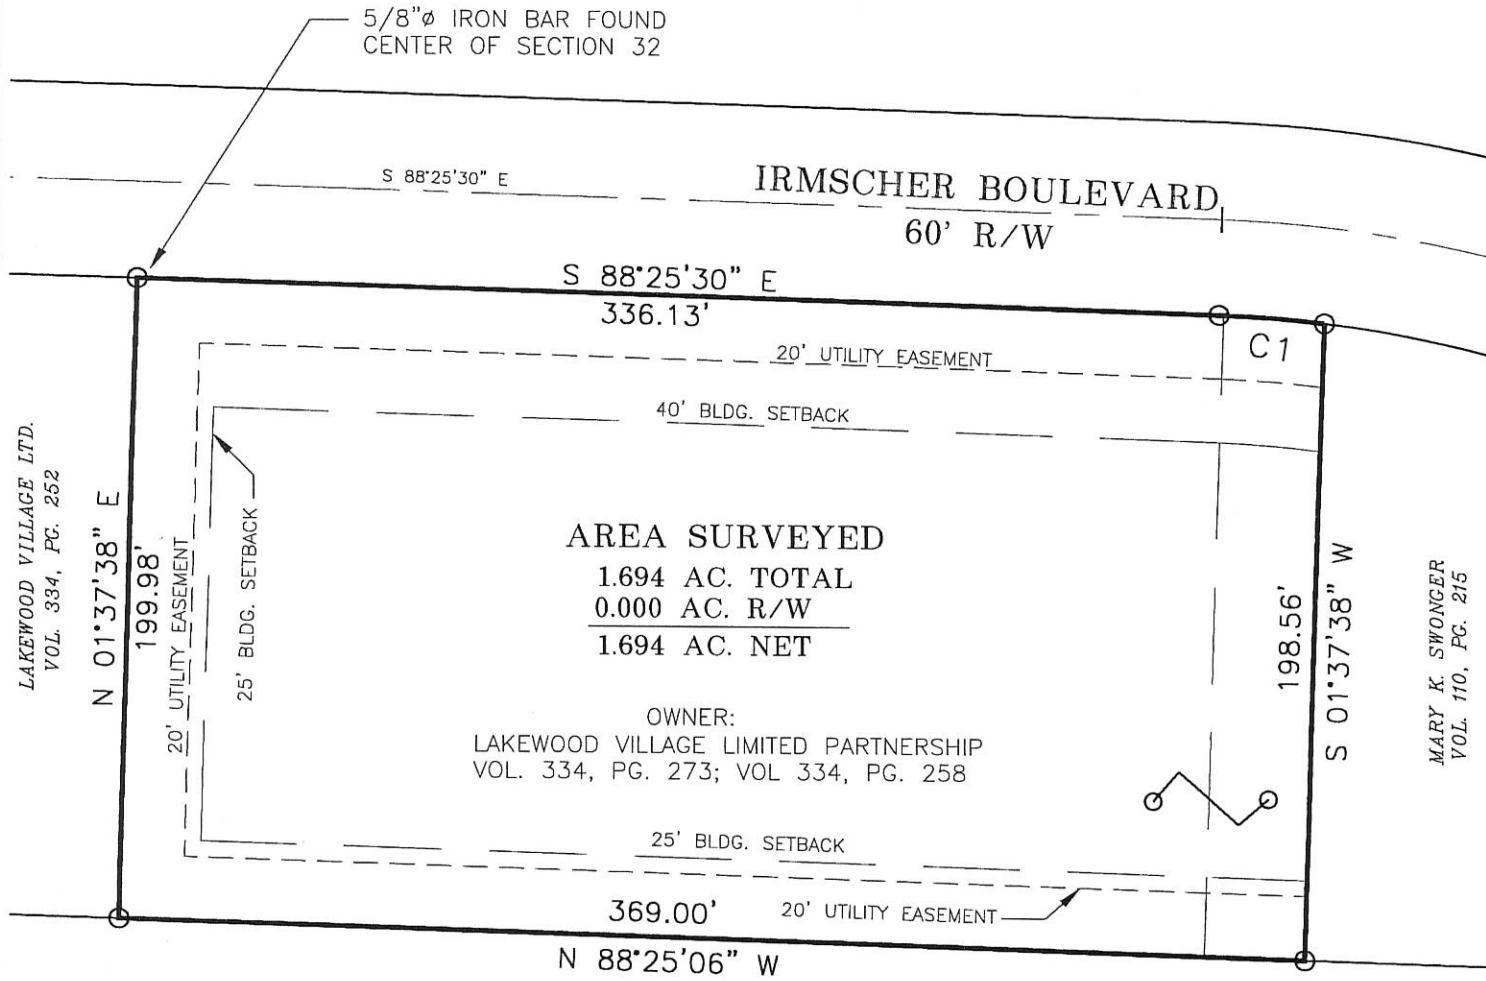 5/8"ø IRON BAR FOUND
CENTER OF SECTION 32
S 88°25'30" E
IRMSCHER BOULEVARD
60' R/W
S 88°25'30" E
336.13'
C1
20' UTILITY EASEMENT
40' BLDG. SETBACK
LAKEWOOD VILLAGE LTD.
VOL. 334, PG. 252
N 01°37'38" E
199.98'
20' UTILITY EASEMENT
25' BLDG. SETBACK
AREA SURVEYED
1.694 AC. TOTAL
0.000 AC. R/W
1.694 AC. NET
OWNER:
LAKEWOOD VILLAGE LIMITED PARTNERSHIP
VOL. 334, PG. 273; VOL 334, PG. 258
198.56'
S 01°37'38" W
MARY K. SWONGER
VOL. 110, PG. 215
25' BLDG. SETBACK
369.00'
20' UTILITY EASEMENT
N 88°25'06" W